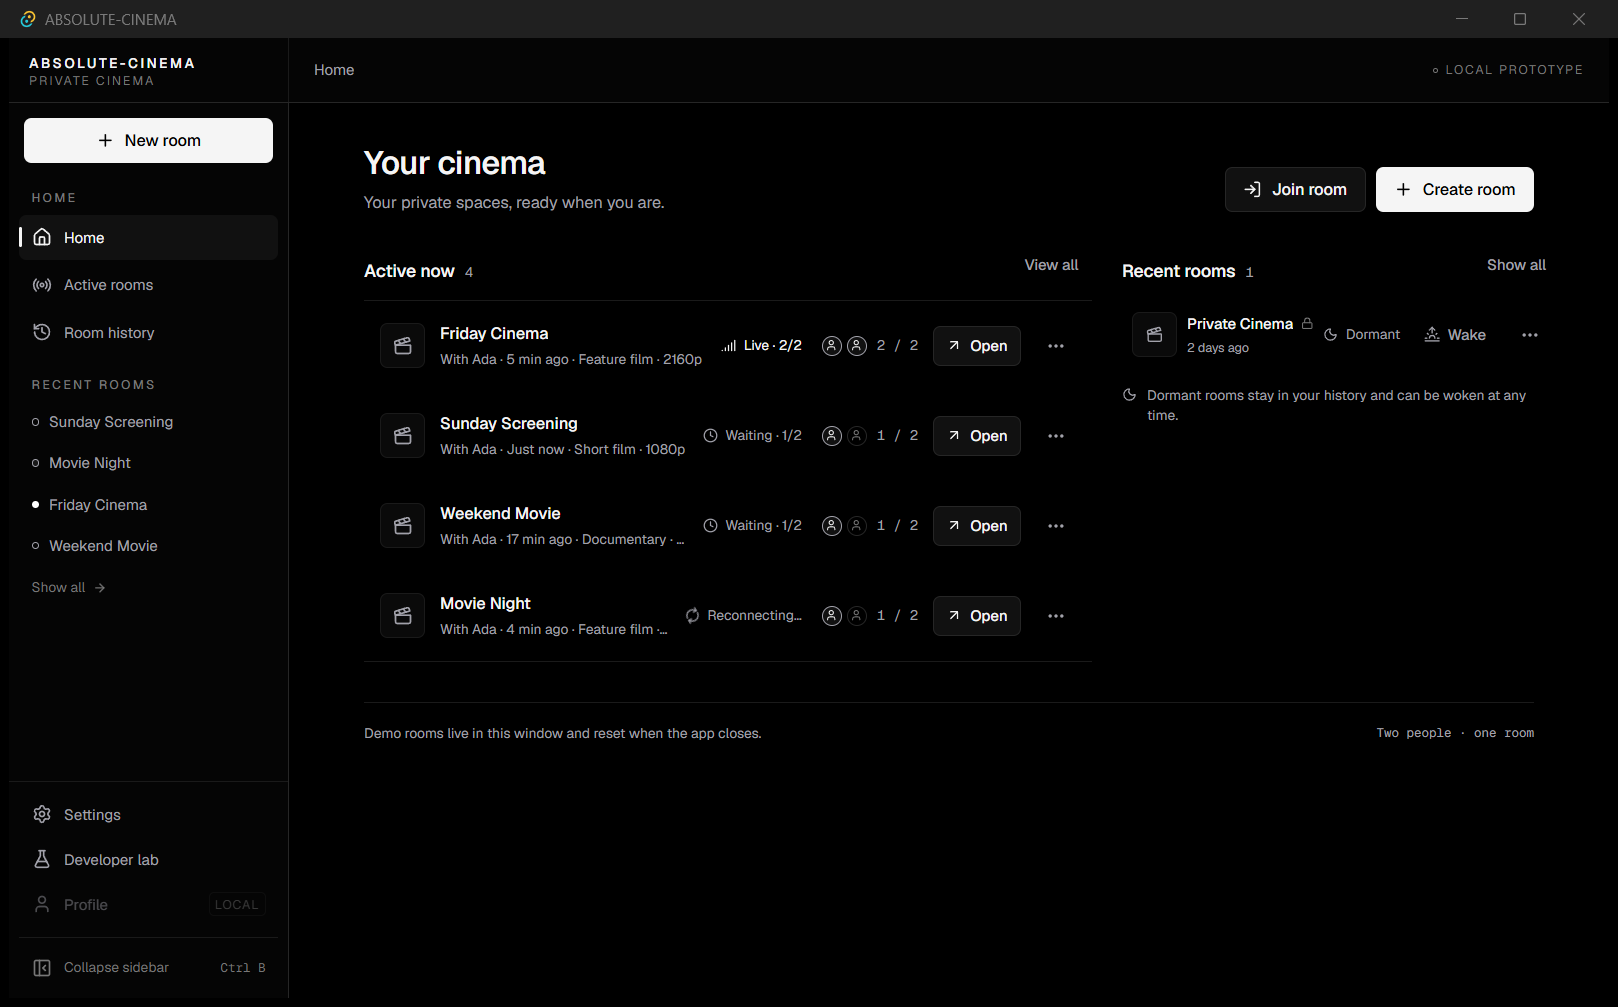 ABSOLUTE-CINEMA
ABSOLUTE-CINEMA
PRIVATE CINEMA
Home
LOCAL PROTOTYPE
New room
HOME
Home
Active rooms
Room history
RECENT ROOMS
Sunday Screening
Movie Night
Friday Cinema
Weekend Movie
Show all
Settings
Developer lab
Profile
LOCAL
Collapse sidebar
Ctrl B
Your cinema
Your private spaces, ready when you are.
Join room
Create room
Active now 4
View all
Friday Cinema
With Ada · 5 min ago · Feature film · 2160p
Live · 2/2
2 / 2
Open
Sunday Screening
With Ada · Just now · Short film · 1080p
Waiting · 1/2
1 / 2
Open
Weekend Movie
With Ada · 17 min ago · Documentary · ...
Waiting · 1/2
1 / 2
Open
Movie Night
With Ada · 4 min ago · Feature film ·...
Reconnecting...
1 / 2
Open
Recent rooms 1
Show all
Private Cinema
2 days ago
Dormant
Wake
Dormant rooms stay in your history and can be woken at any
time.
Demo rooms live in this window and reset when the app closes.
Two people · one room